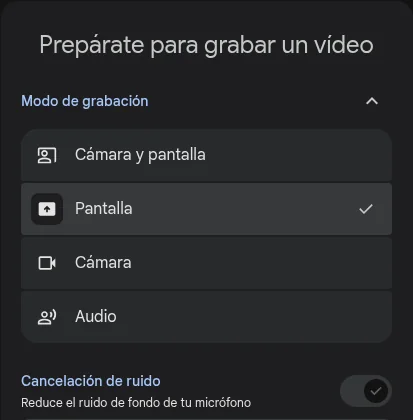 Prepárate para grabar un vídeo
Modo de grabación
Cámara y pantalla
Pantalla
Cámara
Audio
Cancelación de ruido
Reduce el ruido de fondo de tu micrófono